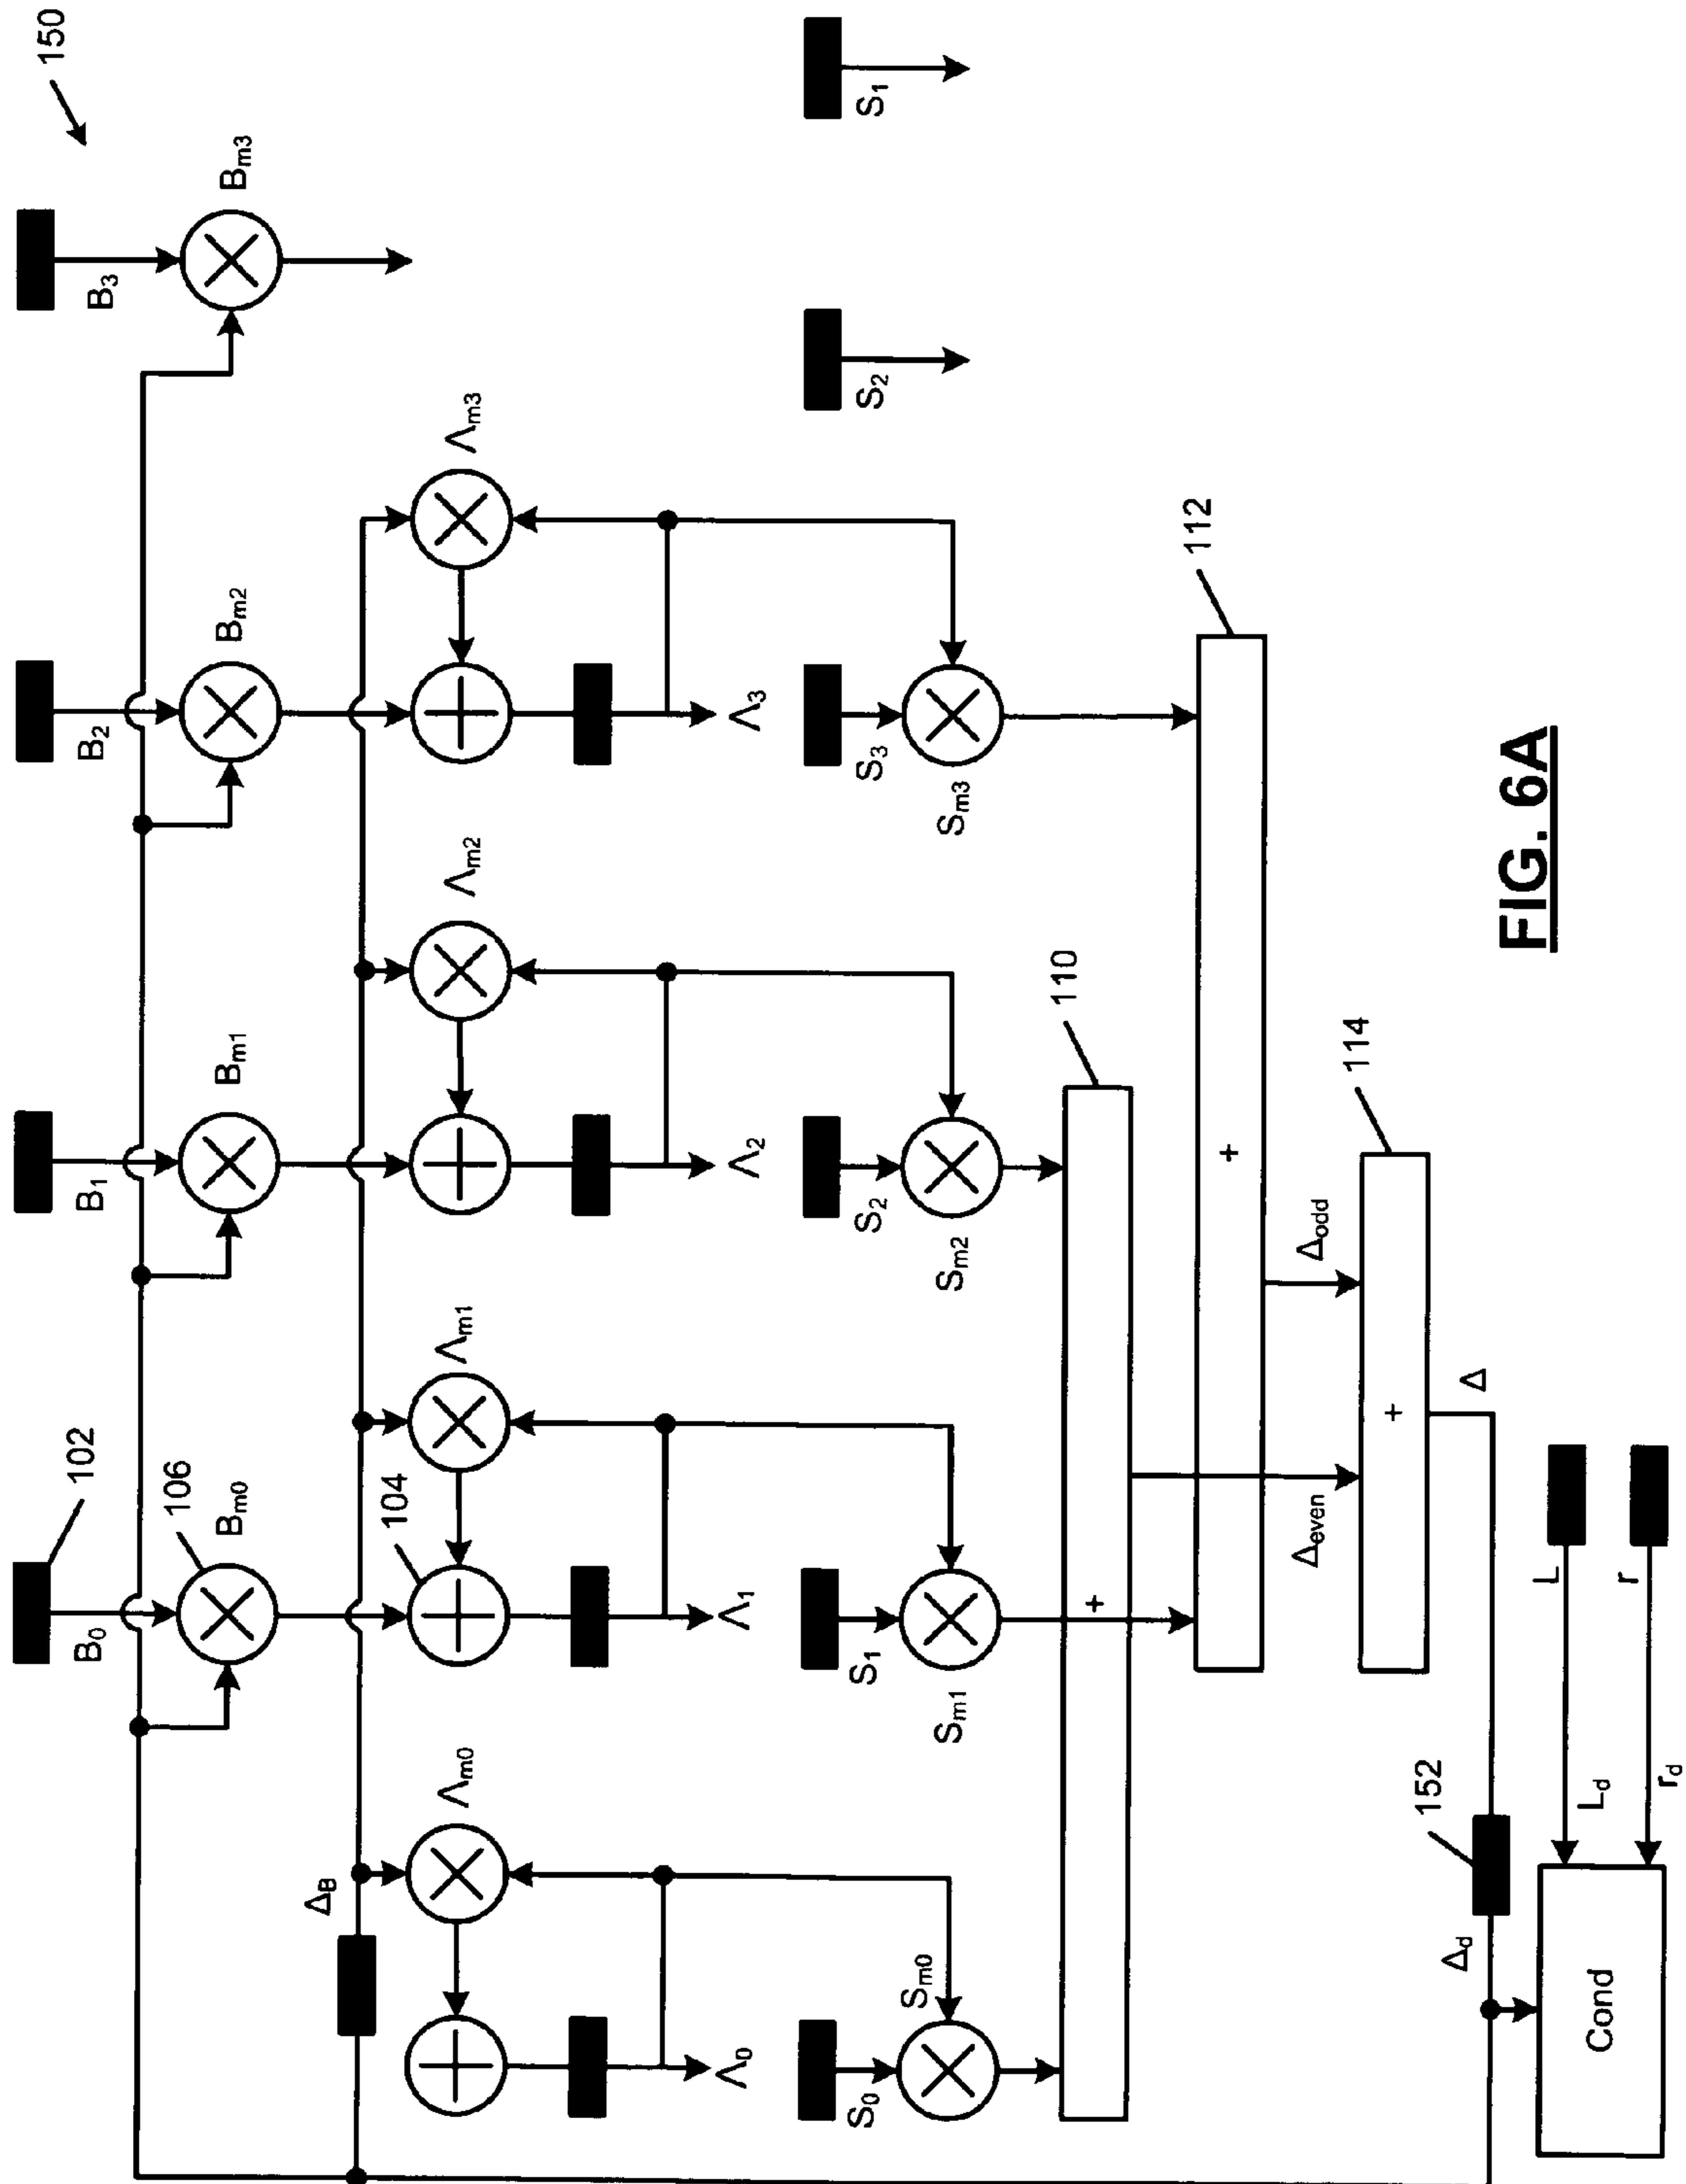 150
102
B₀
B₁
B₂
B₃
106
Bm0
Bm1
Bm2
Bm3
ΔB
Λm0
Λm1
Λm2
Λm3
104
Λ₀
Λ₁
Λ₂
Λ₃
S₀
S₁
S₂
S₃
S₂
S₁
Sm0
Sm1
Sm2
Sm3
110
+
112
+
Δeven
Δodd
114
+
Δ
152
Δd
L
Ld
r
rd
Cond
FIG. 6A